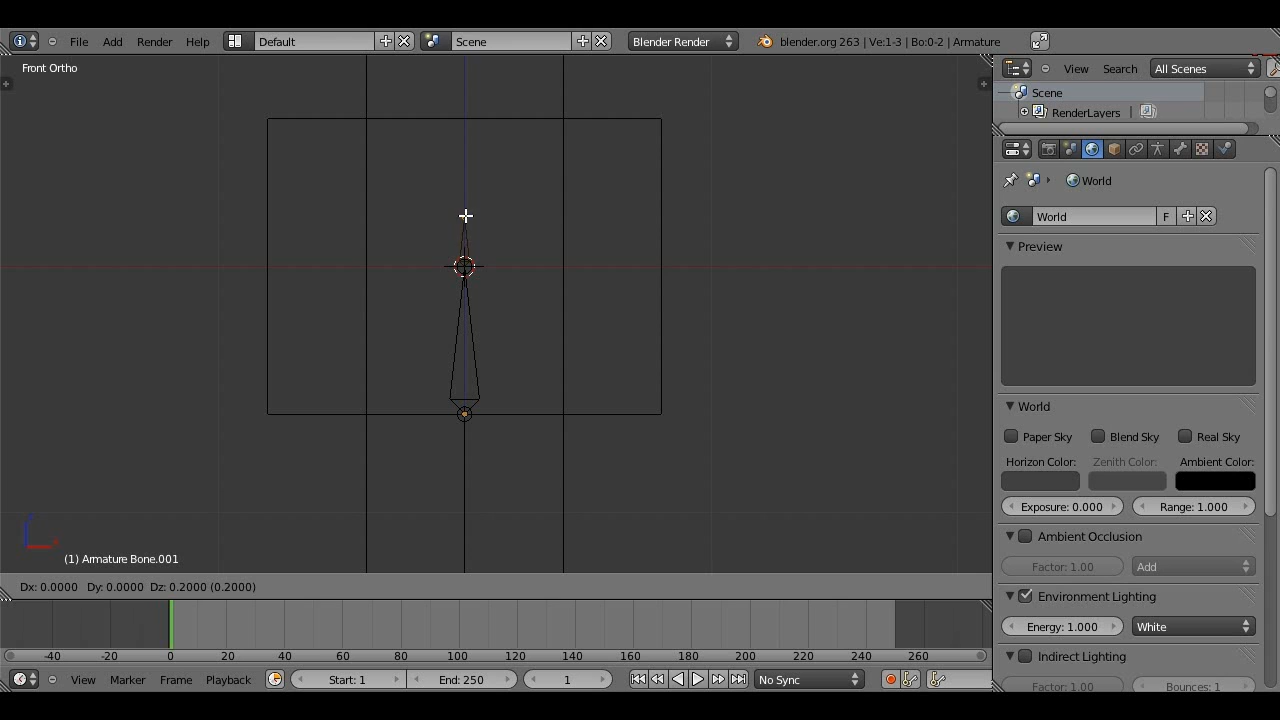 File Add Render Help Default Scene Blender Render blender.org 263 | Ve:1-3 | Bo:0-2 | Armature
Front Ortho
View Search All Scenes
Scene
RenderLayers
World
World F
Preview
World
Paper Sky Blend Sky Real Sky
Horizon Color: Zenith Color: Ambient Color:
Exposure: 0.000 Range: 1.000
Ambient Occlusion
Factor: 1.00 Add
Environment Lighting
Energy: 1.000 White
Indirect Lighting
Factor: 1.00 Bounces: 1
(1) Armature Bone.001
Dx: 0.0000 Dy: 0.0000 Dz: 0.2000 (0.2000)
-40 -20 0 20 40 60 80 100 120 140 160 180 200 220 240 260
View Marker Frame Playback Start: 1 End: 250 1 No Sync